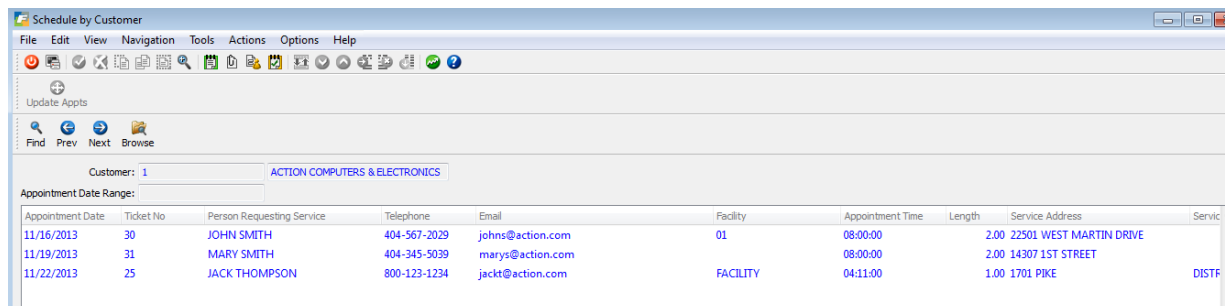 Schedule by Customer
File Edit View Navigation Tools Actions Options Help
Update Appts
Find Prev Next Browse
Customer: 1 ACTION COMPUTERS & ELECTRONICS
Appointment Date Range:
Appointment Date Ticket No Person Requesting Service Telephone Email Facility Appointment Time Length Service Address Servic
11/16/2013 30 JOHN SMITH 404-567-2029 johns@action.com 01 08:00:00 2.00 22501 WEST MARTIN DRIVE
11/19/2013 31 MARY SMITH 404-345-5039 marys@action.com 08:00:00 2.00 14307 1ST STREET
11/22/2013 25 JACK THOMPSON 800-123-1234 jackt@action.com FACILITY 04:11:00 1.00 1701 PIKE DISTR